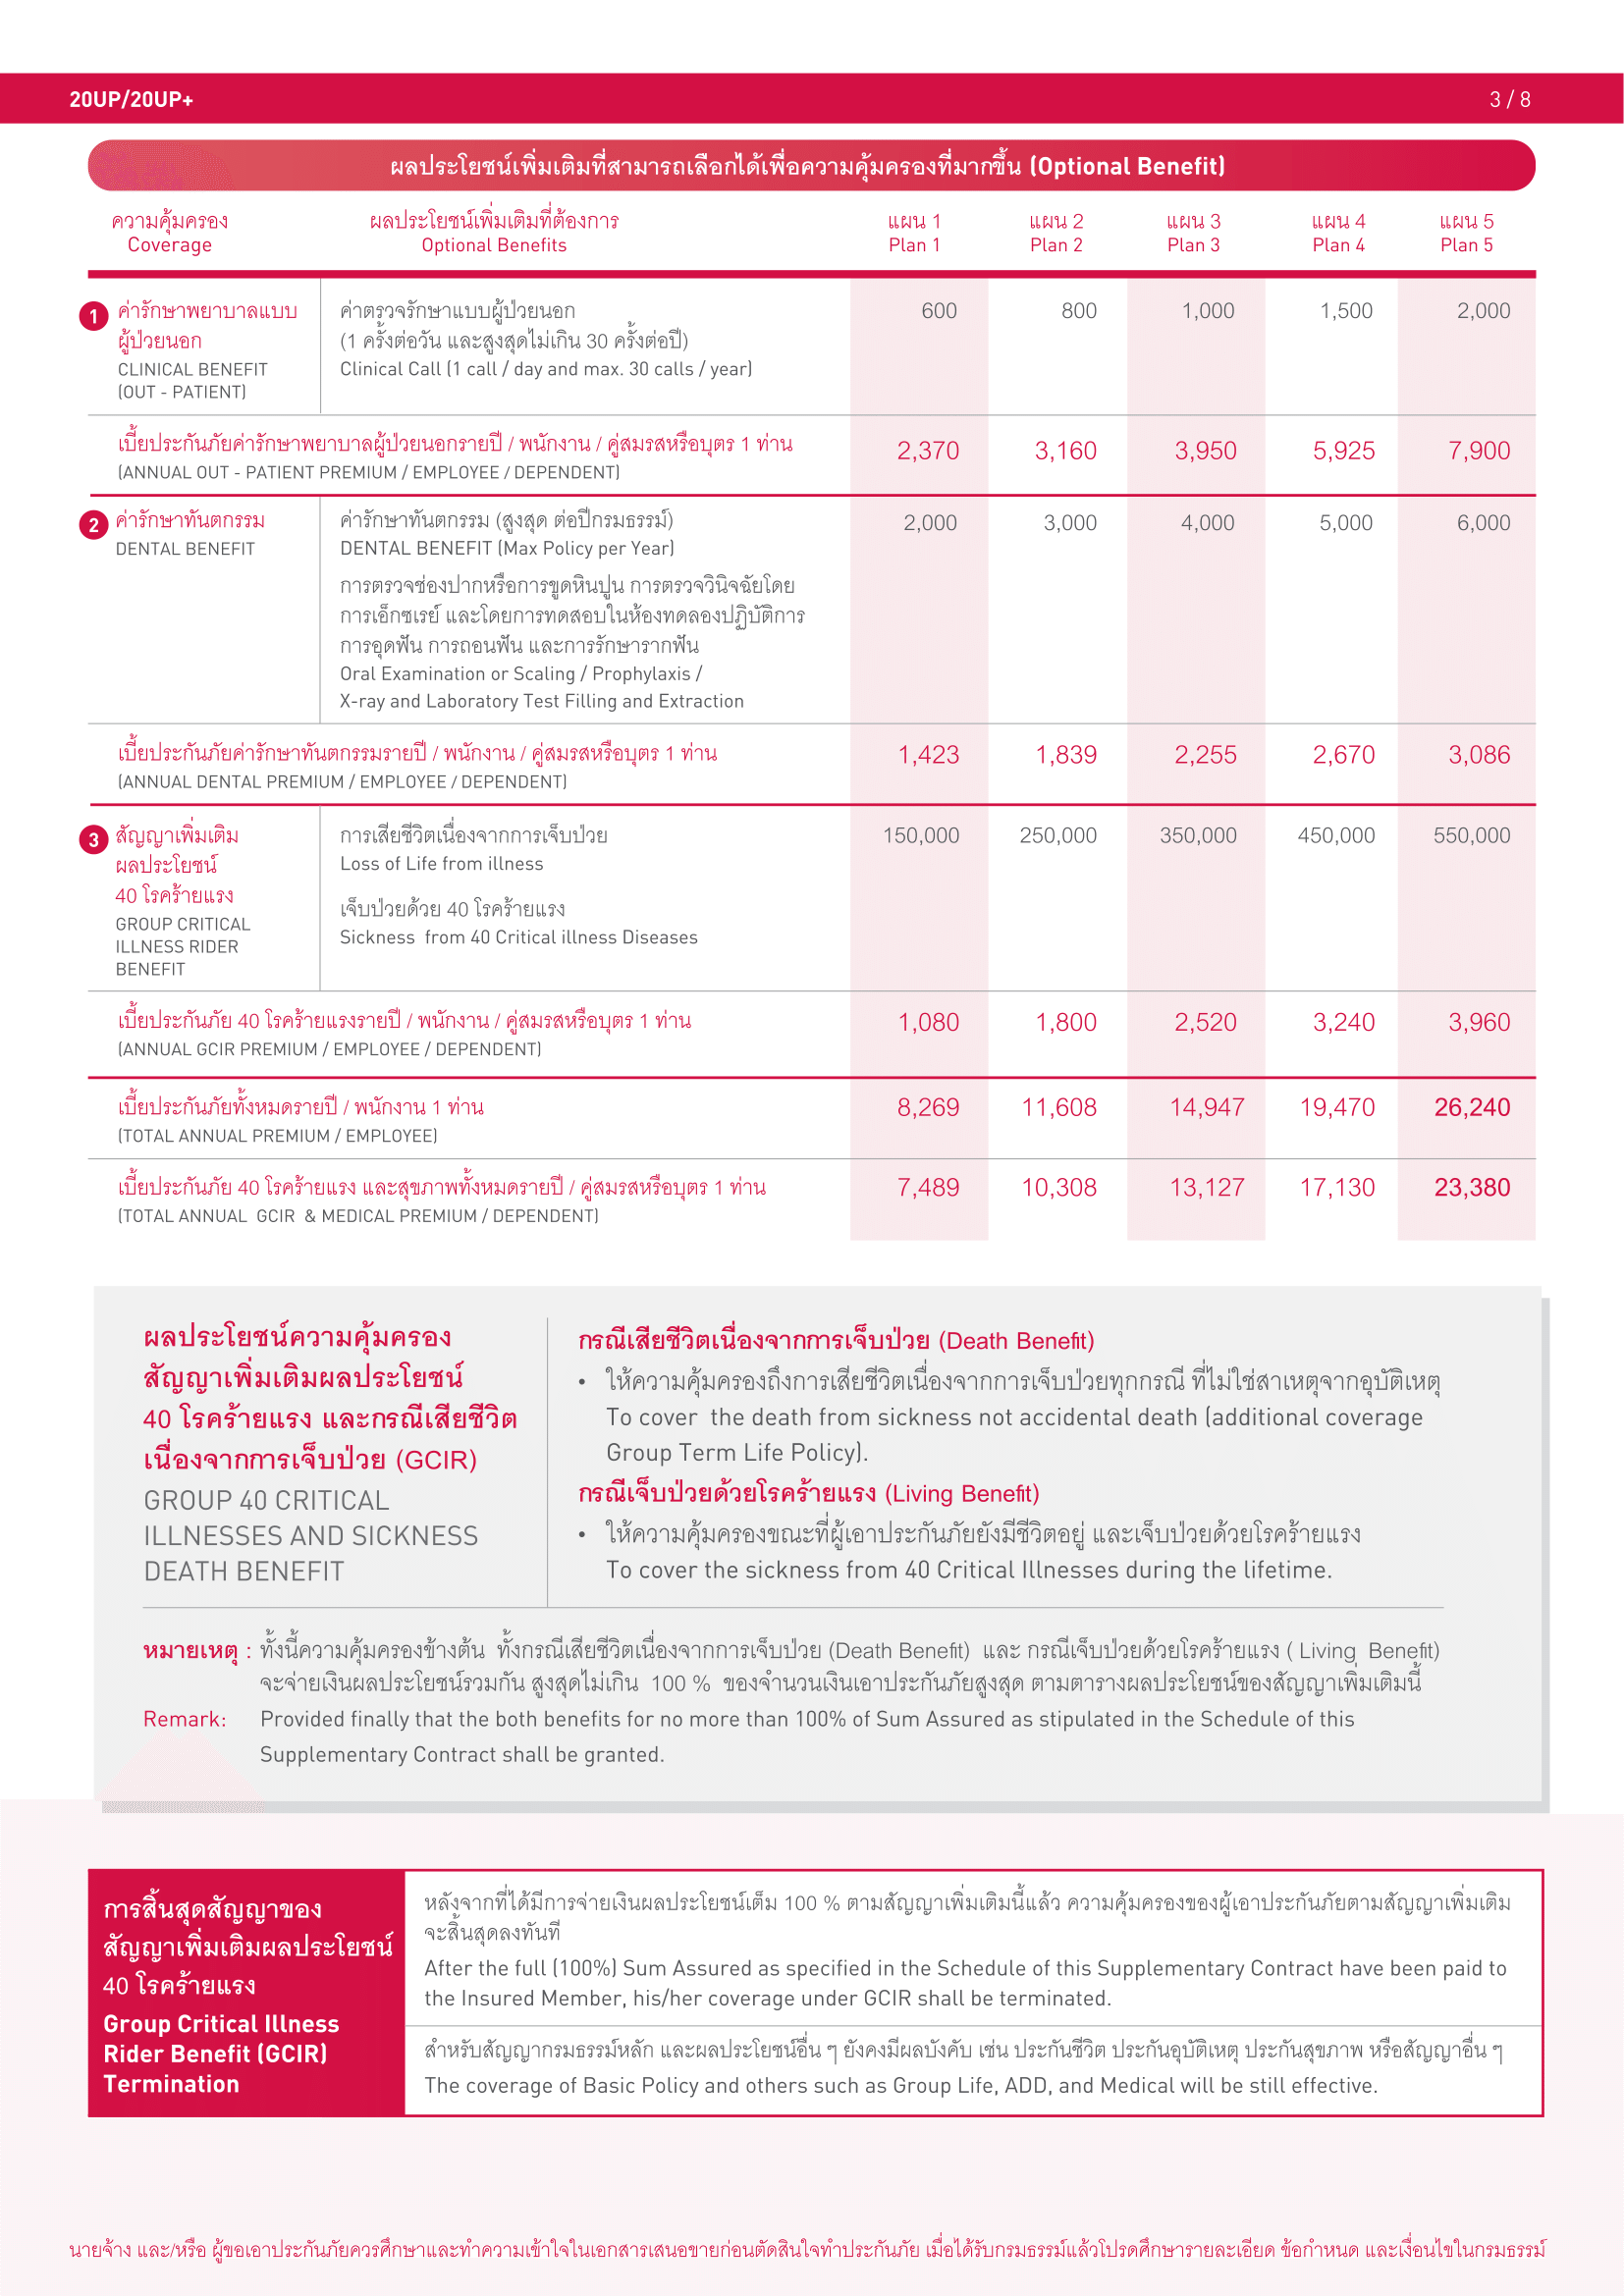 20UP/20UP+ 3 / 8
ผลประโยชน์เพิ่มเติมที่สามารถเลือกได้เพื่อความคุ้มครองที่มากขึ้น (Optional Benefit)
ความคุ้มครอง ผลประโยชน์เพิ่มเติมที่ต้องการ แผน 1 แผน 2 แผน 3 แผน 4 แผน 5
Coverage Optional Benefits Plan 1 Plan 2 Plan 3 Plan 4 Plan 5
1 ค่ารักษาพยาบาลแบบ ค่าตรวจรักษาแบบผู้ป่วยนอก 600 800 1,000 1,500 2,000
ผู้ป่วยนอก (1 ครั้งต่อวัน และสูงสุดไม่เกิน 30 ครั้งต่อปี)
CLINICAL BENEFIT Clinical Call (1 call / day and max. 30 calls / year)
(OUT - PATIENT)
เบี้ยประกันภัยค่ารักษาพยาบาลผู้ป่วยนอกรายปี / พนักงาน / คู่สมรสหรือบุตร 1 ท่าน 2,370 3,160 3,950 5,925 7,900
(ANNUAL OUT - PATIENT PREMIUM / EMPLOYEE / DEPENDENT)
2 ค่ารักษาทันตกรรม ค่ารักษาทันตกรรม (สูงสุด ต่อปีกรมธรรม์) 2,000 3,000 4,000 5,000 6,000
DENTAL BENEFIT DENTAL BENEFIT (Max Policy per Year)
การตรวจช่องปากหรือการขูดหินปูน การตรวจวินิจฉัยโดย
การเอ็กซเรย์ และโดยการทดสอบในห้องทดลองปฏิบัติการ
การอุดฟัน การถอนฟัน และการรักษารากฟัน
Oral Examination or Scaling / Prophylaxis /
X-ray and Laboratory Test Filling and Extraction
เบี้ยประกันภัยค่ารักษาทันตกรรมรายปี / พนักงาน / คู่สมรสหรือบุตร 1 ท่าน 1,423 1,839 2,255 2,670 3,086
(ANNUAL DENTAL PREMIUM / EMPLOYEE / DEPENDENT)
3 สัญญาเพิ่มเติม การเสียชีวิตเนื่องจากการเจ็บป่วย 150,000 250,000 350,000 450,000 550,000
ผลประโยชน์ Loss of Life from illness
40 โรคร้ายแรง เจ็บป่วยด้วย 40 โรคร้ายแรง
GROUP CRITICAL Sickness from 40 Critical illness Diseases
ILLNESS RIDER
BENEFIT
เบี้ยประกันภัย 40 โรคร้ายแรงรายปี / พนักงาน / คู่สมรสหรือบุตร 1 ท่าน 1,080 1,800 2,520 3,240 3,960
(ANNUAL GCIR PREMIUM / EMPLOYEE / DEPENDENT)
เบี้ยประกันภัยทั้งหมดรายปี / พนักงาน 1 ท่าน 8,269 11,608 14,947 19,470 26,240
(TOTAL ANNUAL PREMIUM / EMPLOYEE)
เบี้ยประกันภัย 40 โรคร้ายแรง และสุขภาพทั้งหมดรายปี / คู่สมรสหรือบุตร 1 ท่าน 7,489 10,308 13,127 17,130 23,380
(TOTAL ANNUAL GCIR & MEDICAL PREMIUM / DEPENDENT)
ผลประโยชน์ความคุ้มครอง
สัญญาเพิ่มเติมผลประโยชน์
40 โรคร้ายแรง และกรณีเสียชีวิต
เนื่องจากการเจ็บป่วย (GCIR)
GROUP 40 CRITICAL
ILLNESSES AND SICKNESS
DEATH BENEFIT
กรณีเสียชีวิตเนื่องจากการเจ็บป่วย (Death Benefit)
• ให้ความคุ้มครองถึงการเสียชีวิตเนื่องจากการเจ็บป่วยทุกกรณี ที่ไม่ใช่สาเหตุจากอุบัติเหตุ
To cover the death from sickness not accidental death (additional coverage
Group Term Life Policy).
กรณีเจ็บป่วยด้วยโรคร้ายแรง (Living Benefit)
• ให้ความคุ้มครองขณะที่ผู้เอาประกันภัยยังมีชีวิตอยู่ และเจ็บป่วยด้วยโรคร้ายแรง
To cover the sickness from 40 Critical Illnesses during the lifetime.
หมายเหตุ : ทั้งนี้ความคุ้มครองข้างต้น ทั้งกรณีเสียชีวิตเนื่องจากการเจ็บป่วย (Death Benefit) และ กรณีเจ็บป่วยด้วยโรคร้ายแรง ( Living Benefit)
จะจ่ายเงินผลประโยชน์รวมกัน สูงสุดไม่เกิน 100 % ของจำนวนเงินเอาประกันภัยสูงสุด ตามตารางผลประโยชน์ของสัญญาเพิ่มเติมนี้
Remark: Provided finally that the both benefits for no more than 100% of Sum Assured as stipulated in the Schedule of this
Supplementary Contract shall be granted.
การสิ้นสุดสัญญาของ
สัญญาเพิ่มเติมผลประโยชน์
40 โรคร้ายแรง
Group Critical Illness
Rider Benefit (GCIR)
Termination
หลังจากที่ได้มีการจ่ายเงินผลประโยชน์เต็ม 100 % ตามสัญญาเพิ่มเติมนี้แล้ว ความคุ้มครองของผู้เอาประกันภัยตามสัญญาเพิ่มเติม
จะสิ้นสุดลงทันที
After the full (100%) Sum Assured as specified in the Schedule of this Supplementary Contract have been paid to
the Insured Member, his/her coverage under GCIR shall be terminated.
สำหรับสัญญากรมธรรม์หลัก และผลประโยชน์อื่น ๆ ยังคงมีผลบังคับ เช่น ประกันชีวิต ประกันอุบัติเหตุ ประกันสุขภาพ หรือสัญญาอื่น ๆ
The coverage of Basic Policy and others such as Group Life, ADD, and Medical will be still effective.
นายจ้าง และ/หรือ ผู้ขอเอาประกันภัยควรศึกษาและทำความเข้าใจในเอกสารเสนอขายก่อนตัดสินใจทำประกันภัย เมื่อได้รับกรมธรรม์แล้วโปรดศึกษารายละเอียด ข้อกำหนด และเงื่อนไขในกรมธรรม์